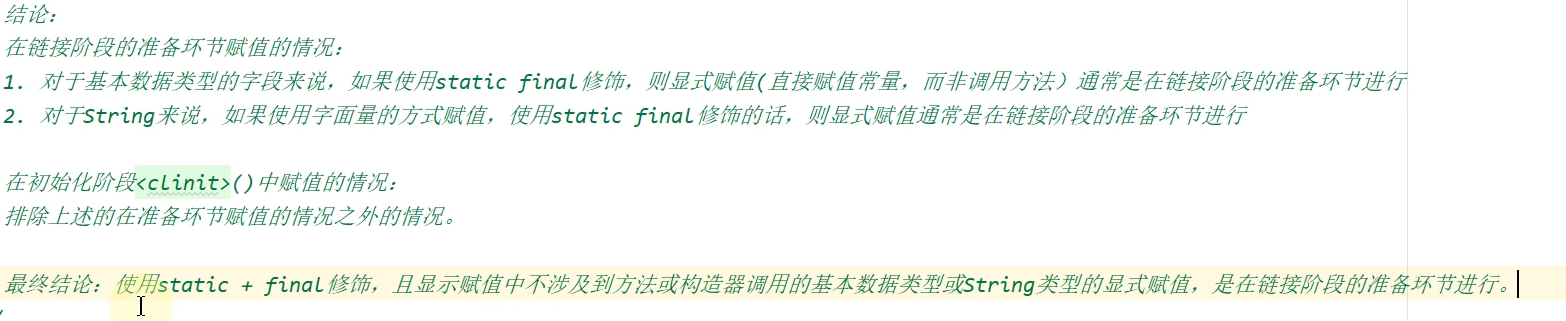 结论：
在链接阶段的准备环节赋值的情况：
1. 对于基本数据类型的字段来说，如果使用static final修饰，则显式赋值(直接赋值常量，而非调用方法）通常是在链接阶段的准备环节进行
2. 对于String来说，如果使用字面量的方式赋值，使用static final修饰的话，则显式赋值通常是在链接阶段的准备环节进行
在初始化阶段<clinit>()中赋值的情况：
排除上述的在准备环节赋值的情况之外的情况。
最终结论：使用static + final修饰，且显示赋值中不涉及到方法或构造器调用的基本数据类型或String类型的显式赋值，是在链接阶段的准备环节进行。